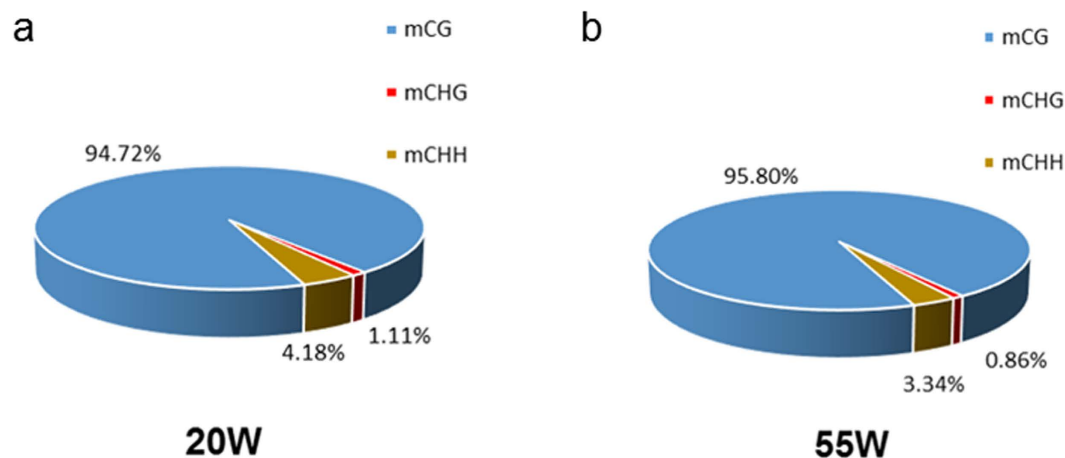 a
mCG
mCHG
mCHH
94.72%
4.18%
1.11%
20W
b
mCG
mCHG
mCHH
95.80%
3.34%
0.86%
55W